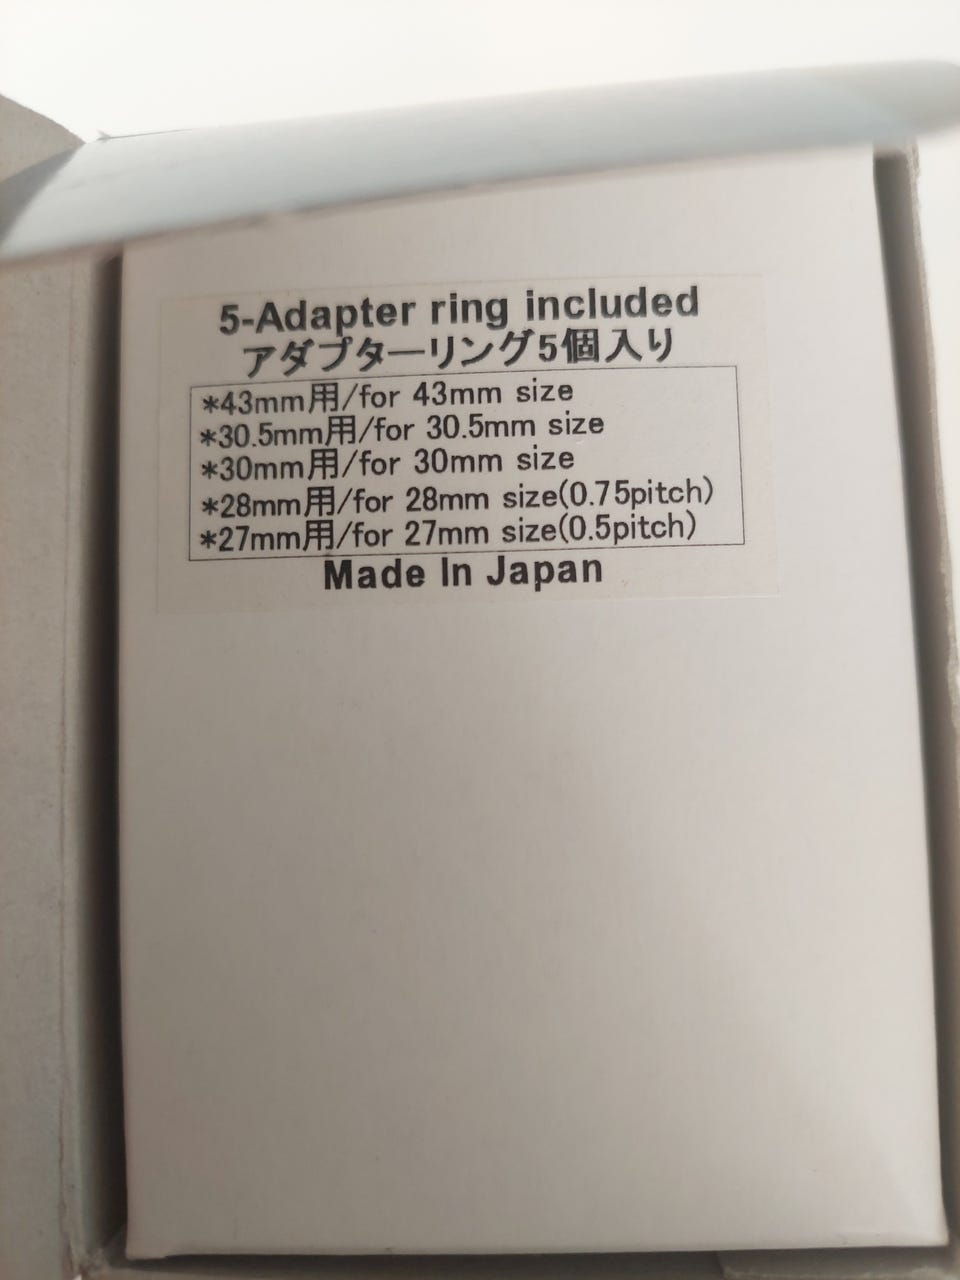 5-Adapter ring included
アダプターリング5個入り
*43mm用/for 43mm size
*30.5mm用/for 30.5mm size
*30mm用/for 30mm size
*28mm用/for 28mm size(0.75pitch)
*27mm用/for 27mm size(0.5pitch)
Made In Japan